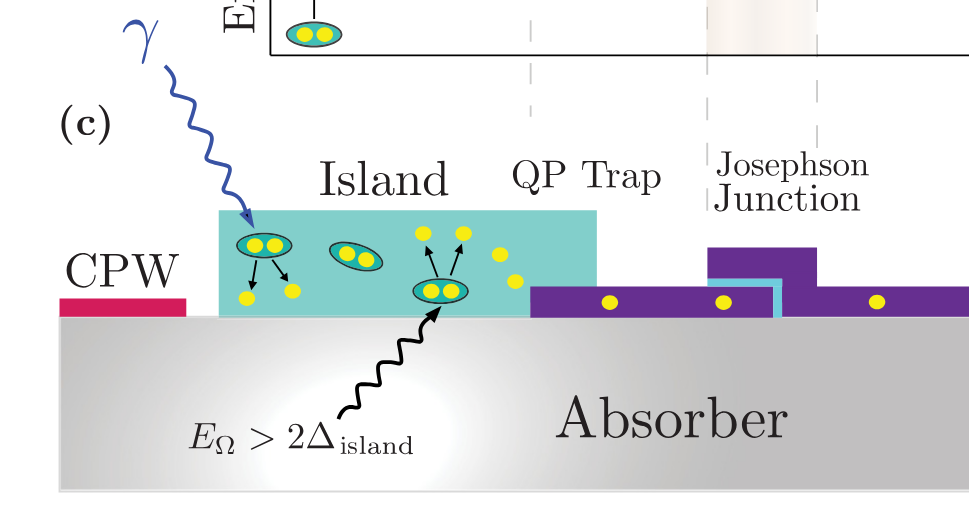 E
γ
(c)
Island
QP Trap
Josephson
Junction
CPW
Absorber
E_Ω > 2Δ_island